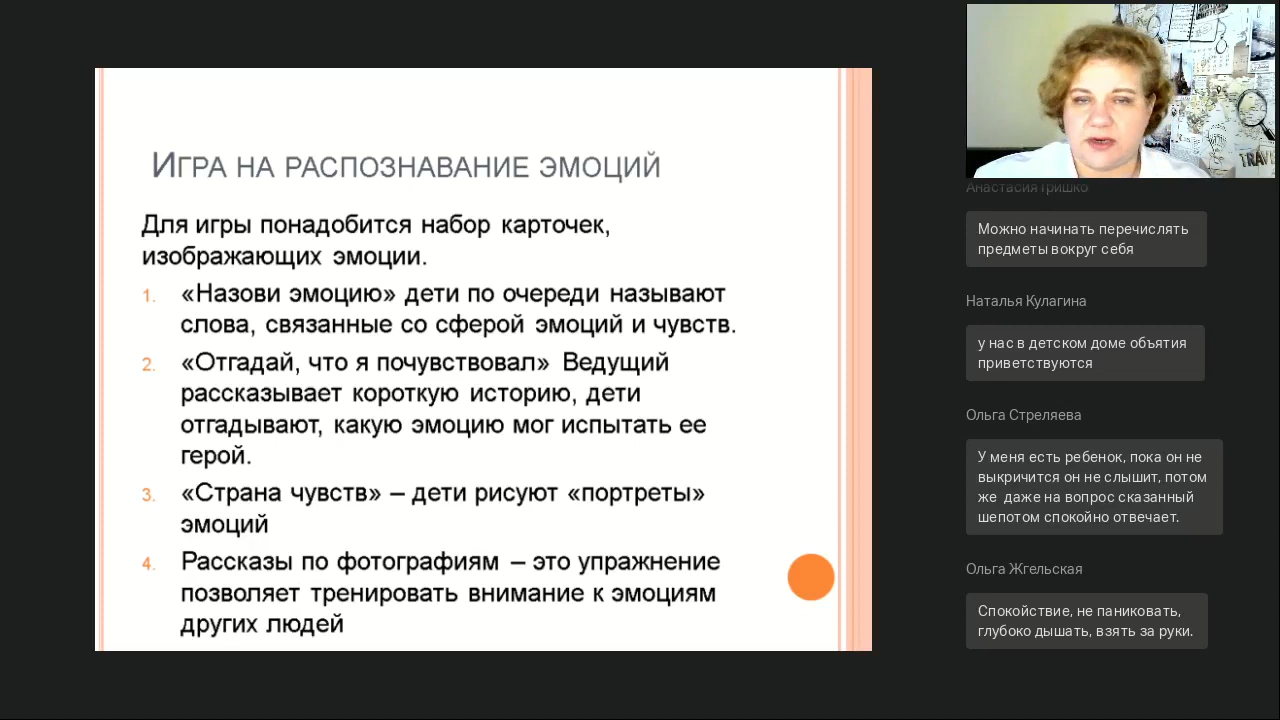 Игра на распознавание эмоций
Для игры понадобится набор карточек,
изображающих эмоции.
1. «Назови эмоцию» дети по очереди называют
слова, связанные со сферой эмоций и чувств.
2. «Отгадай, что я почувствовал» Ведущий
рассказывает короткую историю, дети
отгадывают, какую эмоцию мог испытать ее
герой.
3. «Страна чувств» – дети рисуют «портреты»
эмоций
4. Рассказы по фотографиям – это упражнение
позволяет тренировать внимание к эмоциям
других людей
TRAVEL
Анастасия Гришко
Можно начинать перечислять
предметы вокруг себя
Наталья Кулагина
у нас в детском доме объятия
приветствуются
Ольга Стреляева
У меня есть ребенок, пока он не
выкричится он не слышит, потом
же даже на вопрос сказанный
шепотом спокойно отвечает.
Ольга Жгельская
Спокойствие, не паниковать,
глубоко дышать, взять за руки.